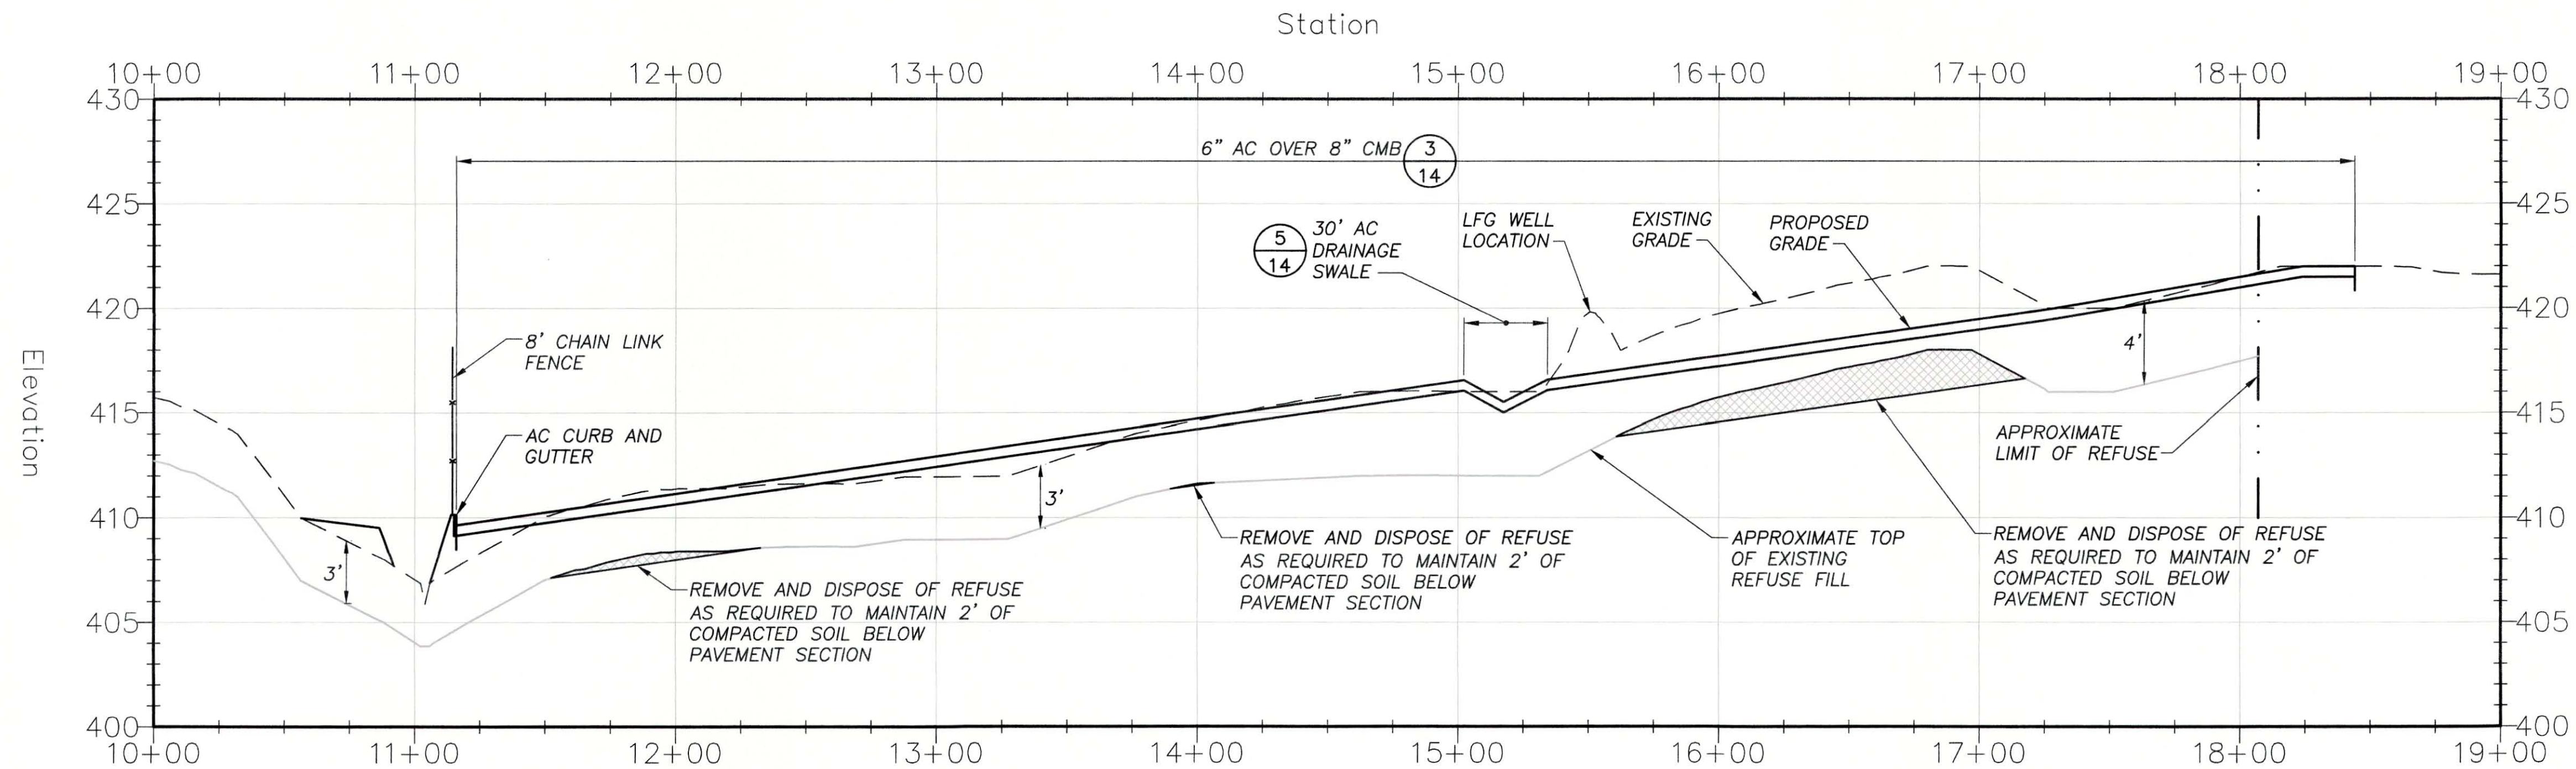 Station
10+00 11+00 12+00 13+00 14+00 15+00 16+00 17+00 18+00 19+00
430 430
6" AC OVER 8" CMB 3
14
425 425
5
14
30' AC
DRAINAGE
SWALE
LFG WELL
LOCATION
EXISTING
GRADE
PROPOSED
GRADE
420 420
8' CHAIN LINK
FENCE
4'
Elevation
415 415
AC CURB AND
GUTTER
APPROXIMATE
LIMIT OF REFUSE
3'
410 410
3'
REMOVE AND DISPOSE OF REFUSE
AS REQUIRED TO MAINTAIN 2' OF
COMPACTED SOIL BELOW
PAVEMENT SECTION
REMOVE AND DISPOSE OF REFUSE
AS REQUIRED TO MAINTAIN 2' OF
COMPACTED SOIL BELOW
PAVEMENT SECTION
APPROXIMATE TOP
OF EXISTING
REFUSE FILL
REMOVE AND DISPOSE OF REFUSE
AS REQUIRED TO MAINTAIN 2' OF
COMPACTED SOIL BELOW
PAVEMENT SECTION
405 405
400 400
10+00 11+00 12+00 13+00 14+00 15+00 16+00 17+00 18+00 19+00